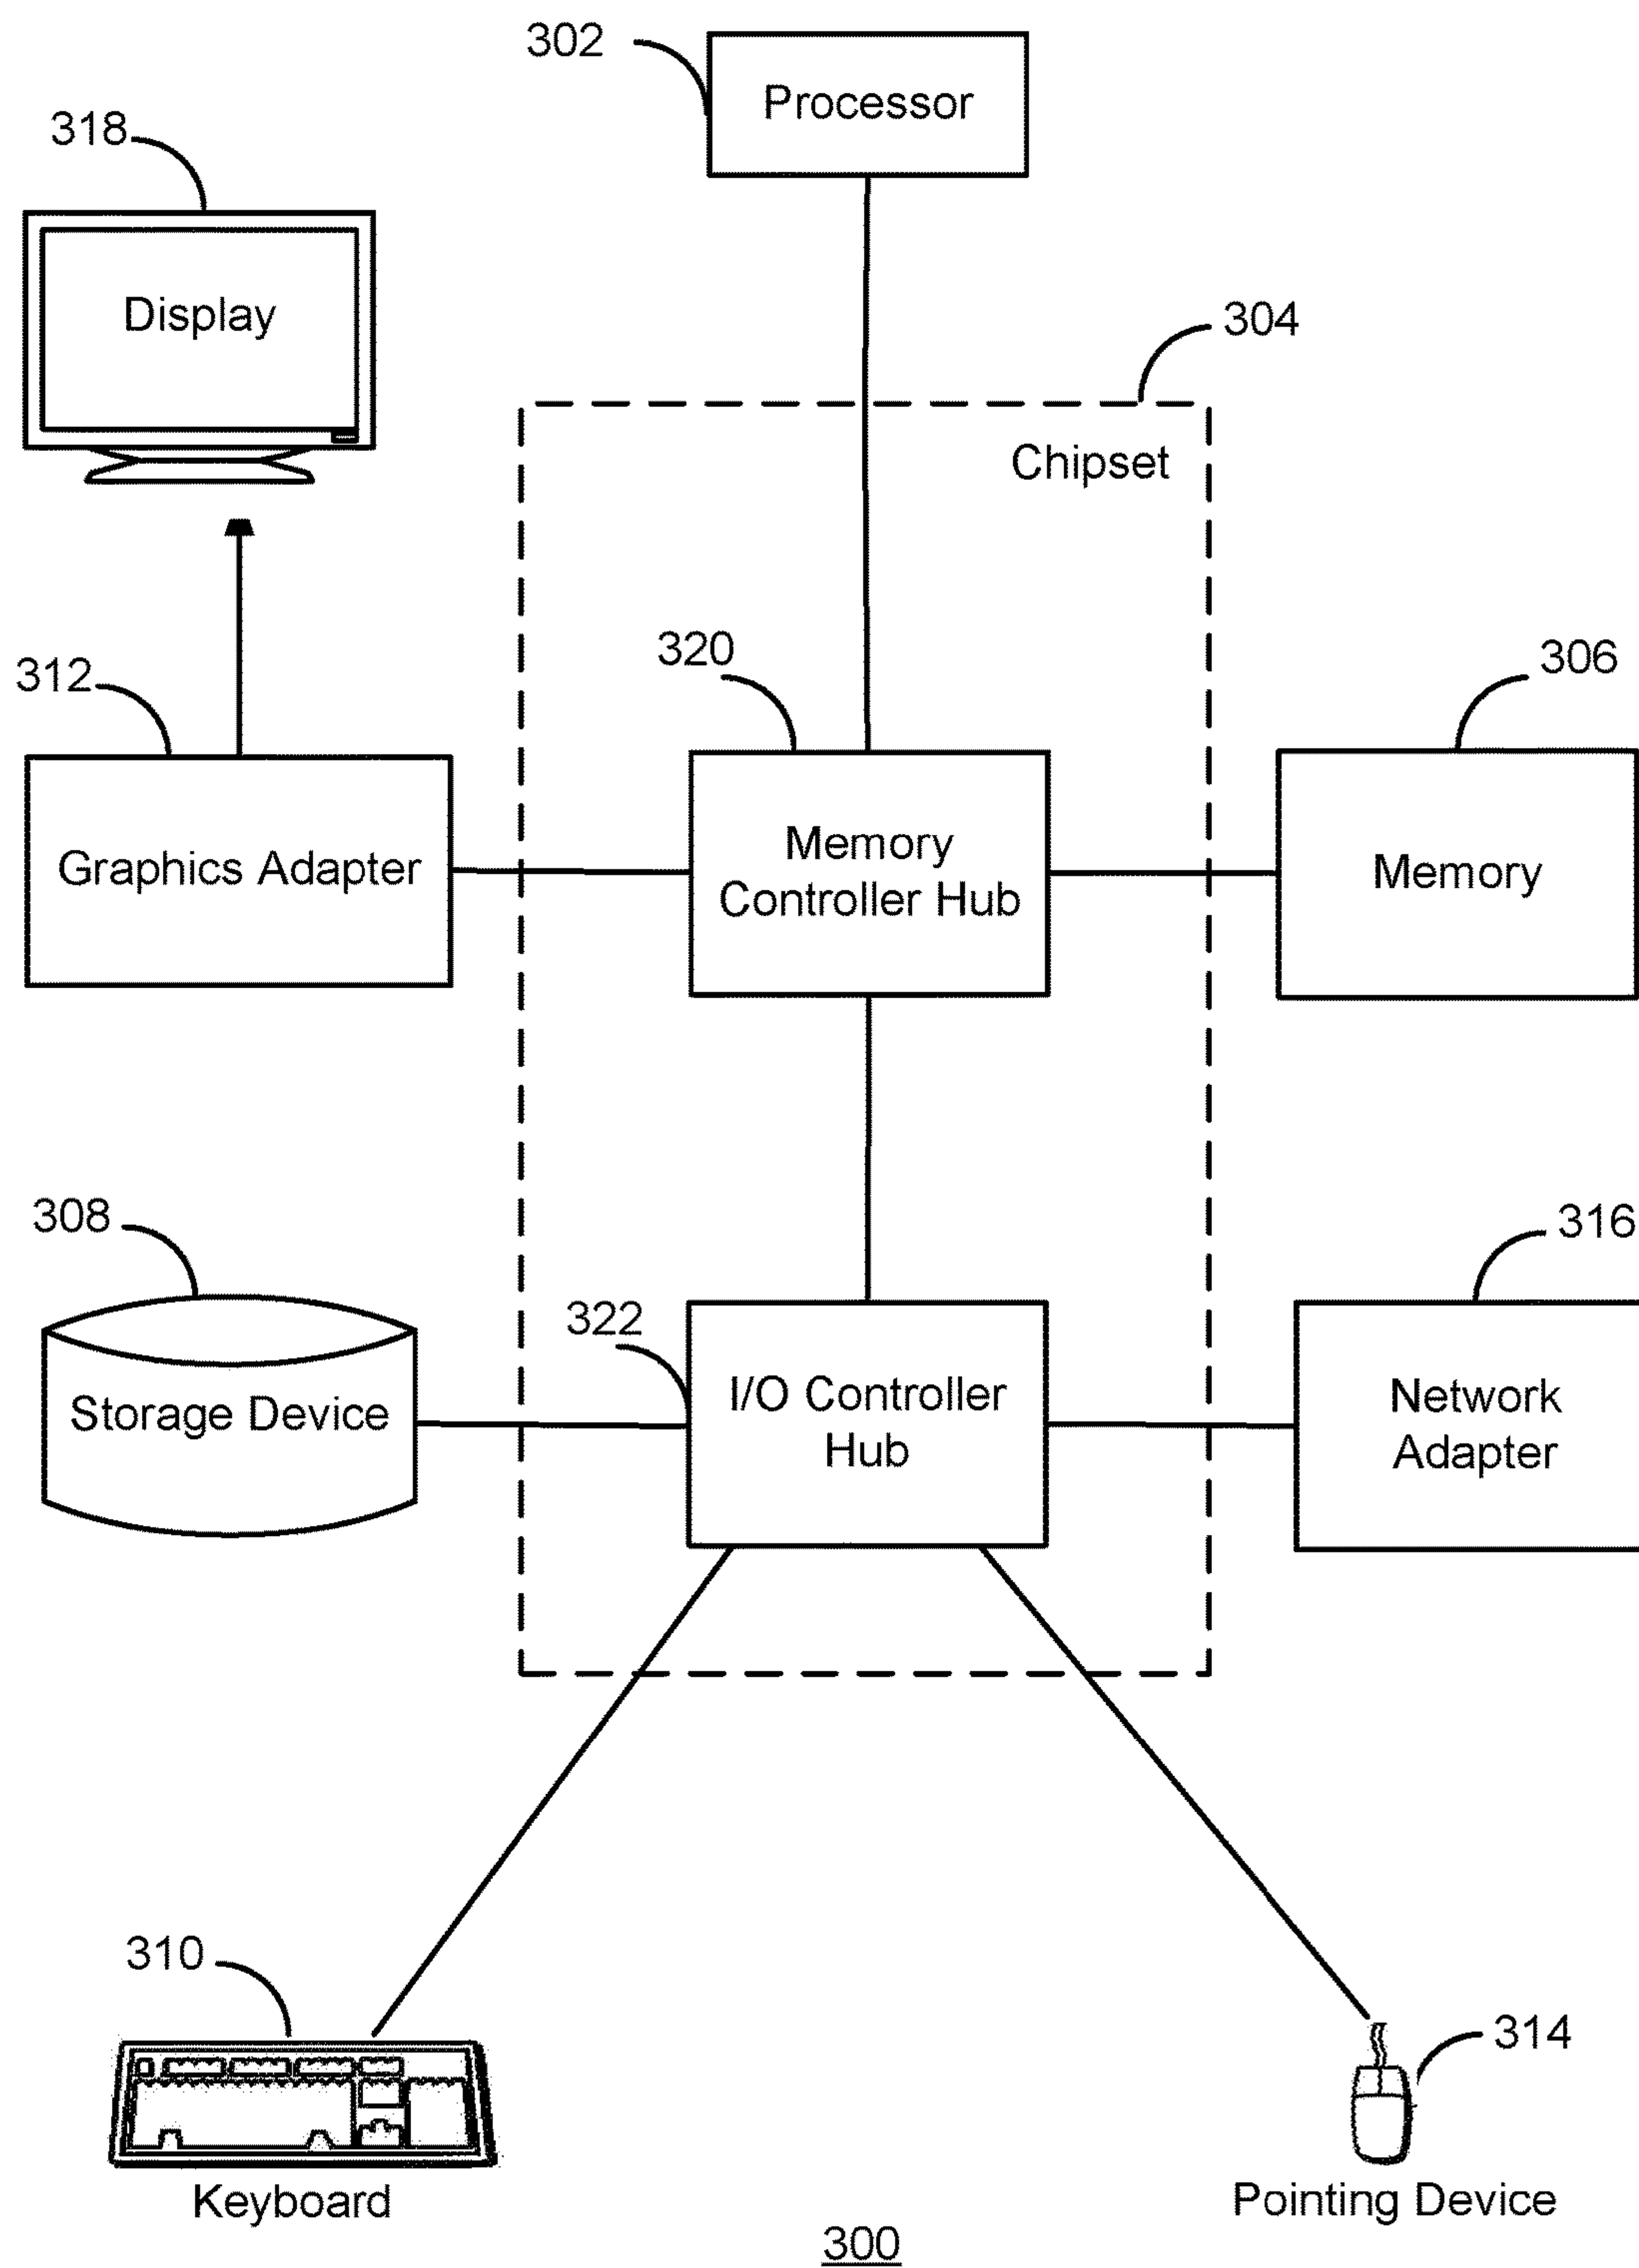 302
Processor
318
Display
304
Chipset
320
306
312
Memory
Controller Hub
Graphics Adapter
Memory
308
316
322
I/O Controller
Hub
Storage Device
Network
Adapter
310
314
Keyboard
Pointing Device
300